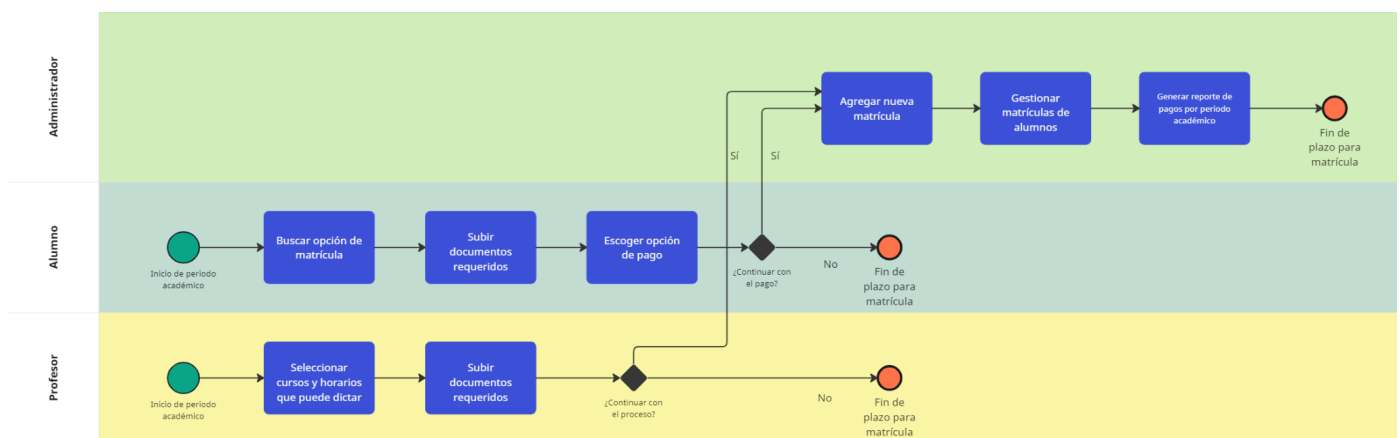 Administrador
Agregar nueva
matrícula
Gestionar
matrículas de
alumnos
Generar reporte de
pagos por periodo
académico
Fin de
plazo para
matrícula
Sí
Sí
Alumno
Inicio de periodo
académico
Buscar opción de
matrícula
Subir
documentos
requeridos
Escoger opción
de pago
¿Continuar con
el pago?
No
Fin de
plazo para
matrícula
Profesor
Inicio de periodo
académico
Seleccionar
cursos y horarios
que puede dictar
Subir
documentos
requeridos
¿Continuar con
el proceso?
No
Fin de
plazo para
matrícula